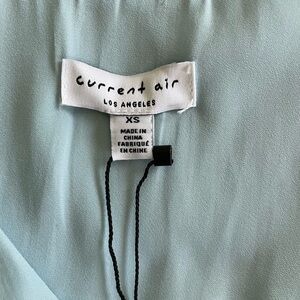 current air
LOS ANGELES
XS
MADE IN
CHINA
FABRIQUÉ
EN CHINE